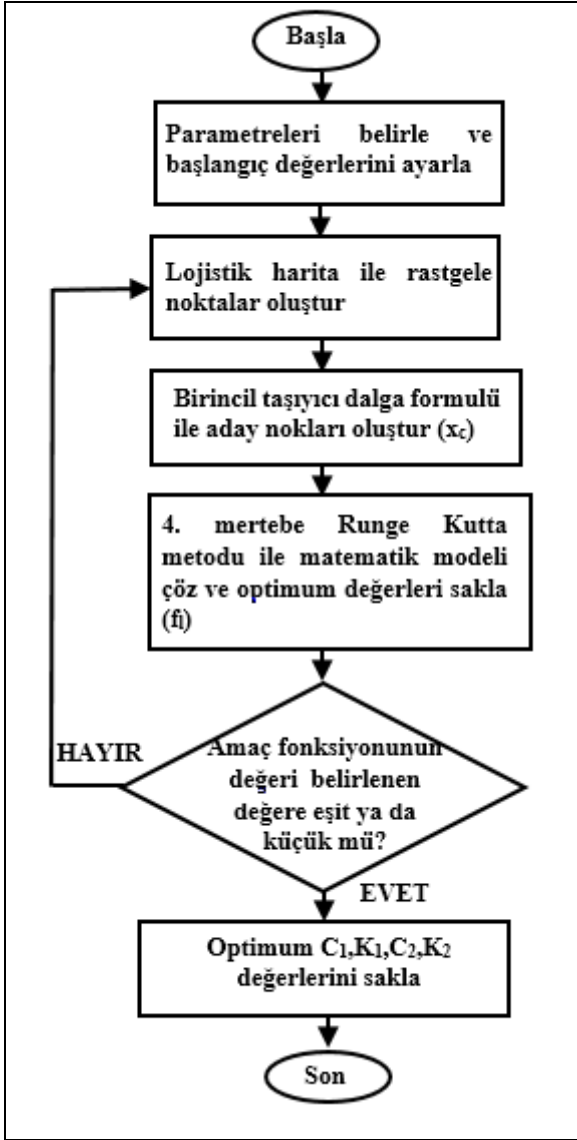 Başla
Parametreleri belirle ve
başlangıç değerlerini ayarla
Lojistik harita ile rastgele
noktalar oluştur
Birincil taşıyıcı dalga formulü
ile aday nokları oluştur (xc)
4. mertebe Runge Kutta
metodu ile matematik modeli
çöz ve optimum değerleri sakla
(fl)
HAYIR
Amaç fonksiyonunun
değeri belirlenen
değere eşit ya da
küçük mü?
EVET
Optimum C1,K1,C2,K2
değerlerini sakla
Son